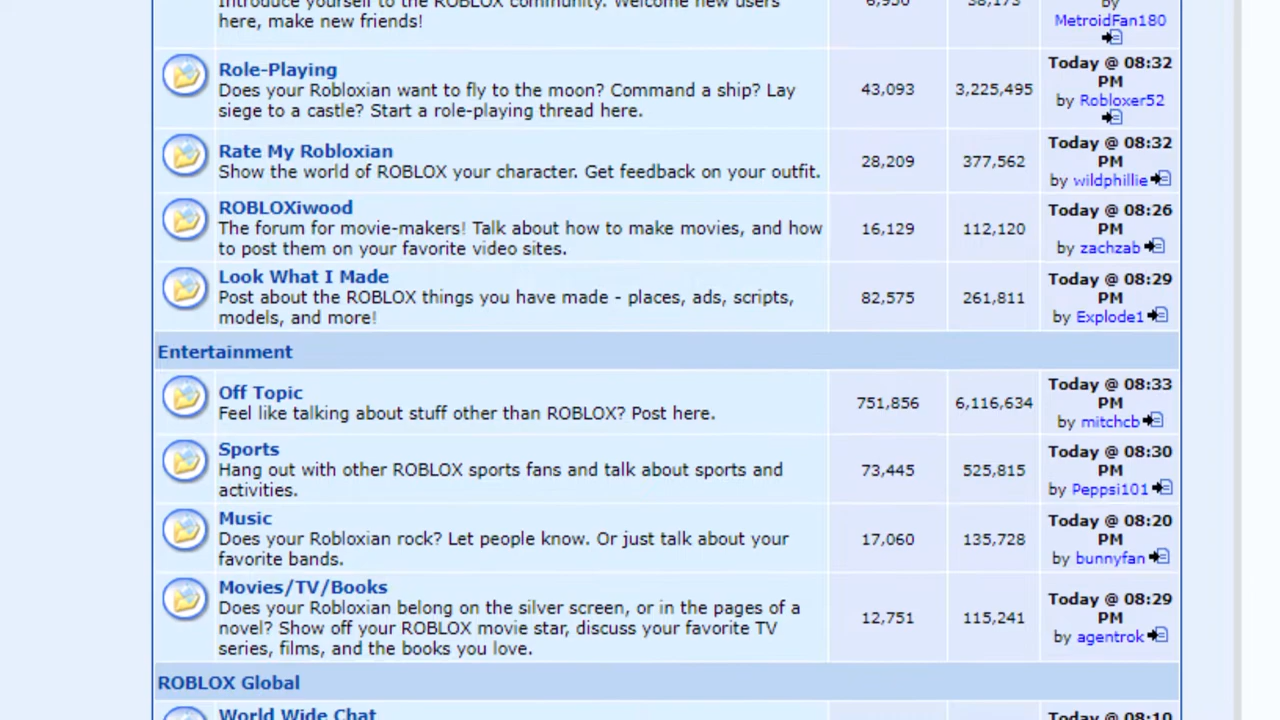 Introduce yourself to the ROBLOX community. Welcome new users
here, make new friends!
6,950
38,173
by
MetroidFan180
Role-Playing
Does your Robloxian want to fly to the moon? Command a ship? Lay
siege to a castle? Start a role-playing thread here.
43,093
3,225,495
Today @ 08:32
PM
by Robloxer52
Rate My Robloxian
Show the world of ROBLOX your character. Get feedback on your outfit.
28,209
377,562
Today @ 08:32
PM
by wildphillie
ROBLOXiwood
The forum for movie-makers! Talk about how to make movies, and how
to post them on your favorite video sites.
16,129
112,120
Today @ 08:26
PM
by zachzab
Look What I Made
Post about the ROBLOX things you have made - places, ads, scripts,
models, and more!
82,575
261,811
Today @ 08:29
PM
by Explode1
Entertainment
Off Topic
Feel like talking about stuff other than ROBLOX? Post here.
751,856
6,116,634
Today @ 08:33
PM
by mitchcb
Sports
Hang out with other ROBLOX sports fans and talk about sports and
activities.
73,445
525,815
Today @ 08:30
PM
by Peppsi101
Music
Does your Robloxian rock? Let people know. Or just talk about your
favorite bands.
17,060
135,728
Today @ 08:20
PM
by bunnyfan
Movies/TV/Books
Does your Robloxian belong on the silver screen, or in the pages of a
novel? Show off your ROBLOX movie star, discuss your favorite TV
series, films, and the books you love.
12,751
115,241
Today @ 08:29
PM
by agentrok
ROBLOX Global
World Wide Chat
Today @ 08:10